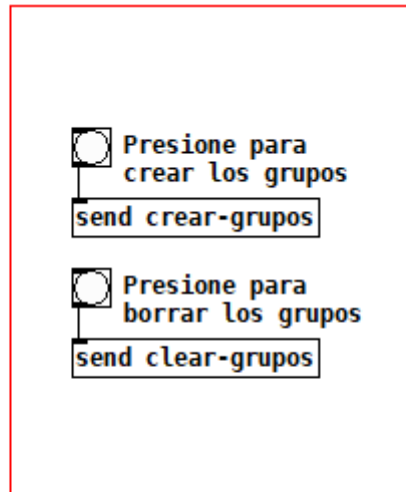 Presione para
crear los grupos
send crear-grupos
Presione para
borrar los grupos
send clear-grupos